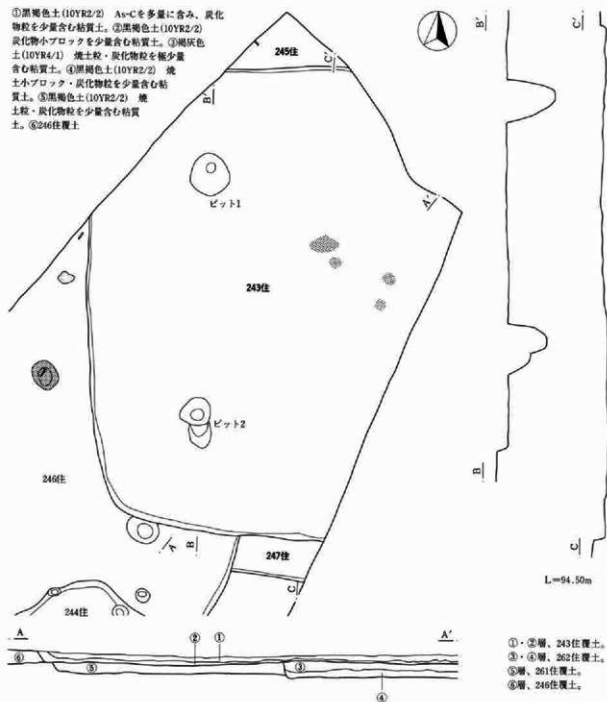 ①黒褐色土(10YR2/2) As-Cを多量に含み、炭化
物粒を少量含む粘質土。②黒褐色土(10YR2/2)
炭化物小ブロックを少量含む粘質土。③褐灰色
土(10YR4/1) 焼土粒・炭化物粒を極少量
含む粘質土。④黒褐色土(10YR2/2) 焼
土小ブロック・炭化物粒を少量含む粘
質土。⑤黒褐色土(10YR2/2) 焼
土粒・炭化物粒を少量含む粘質
土。⑥246住覆土
245住
C'
B'
B'
C'
ピット1
A'
243住
ピット2
246住
A
B
247住
C
B
C
244住
L=94.50m
A
②
①
A'
⑥
⑤
③
④
①・②層、243住覆土。
③・④層、262住覆土。
⑤層、261住覆土。
⑥層、246住覆土。